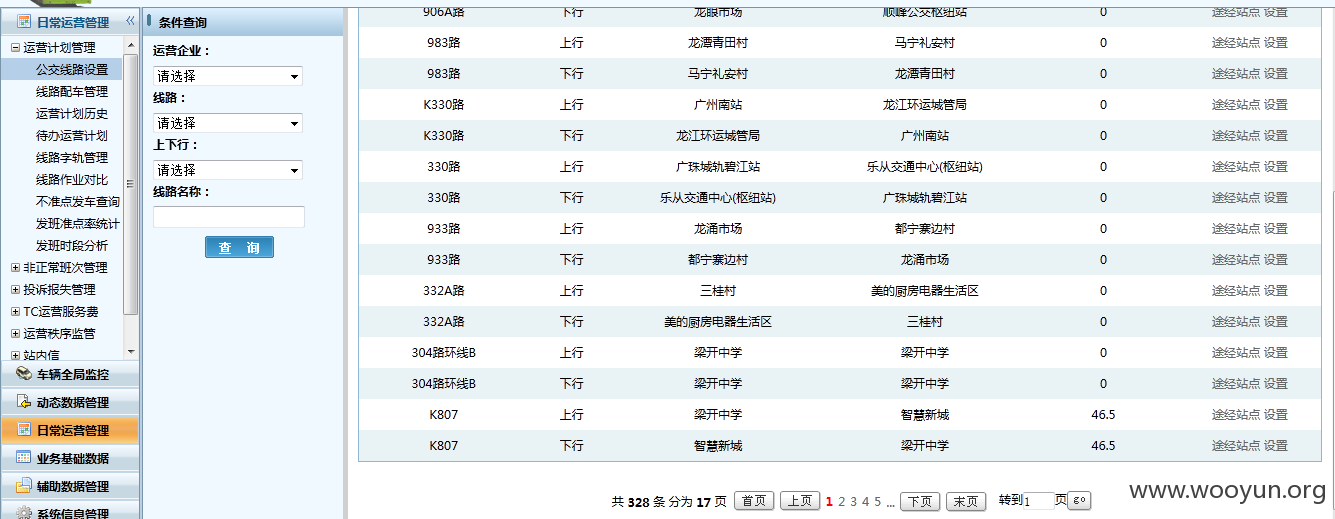 日常运营管理
运营计划管理
公交线路设置
线路配车管理
运营计划历史
待办运营计划
线路字轨管理
线路作业对比
不准点发车查询
发班准点率统计
发班时段分析
非正常班次管理
投诉报失管理
TC运营服务费
运营秩序监管
站内信
车辆全局监控
动态数据管理
日常运营管理
业务基础数据
辅助数据管理
系统信息管理
条件查询
运营企业：
请选择
线路：
请选择
上下行：
请选择
线路名称：
查 询
906A路 下行 龙眼市场 顺峰公交枢纽站 0 途经站点 设置
983路 上行 龙潭青田村 马宁礼安村 0 途经站点 设置
983路 下行 马宁礼安村 龙潭青田村 0 途经站点 设置
K330路 上行 广州南站 龙江环运城管局 0 途经站点 设置
K330路 下行 龙江环运城管局 广州南站 0 途经站点 设置
330路 上行 广珠城轨碧江站 乐从交通中心(枢纽站) 0 途经站点 设置
330路 下行 乐从交通中心(枢纽站) 广珠城轨碧江站 0 途经站点 设置
933路 上行 龙涌市场 都宁寨边村 0 途经站点 设置
933路 下行 都宁寨边村 龙涌市场 0 途经站点 设置
332A路 上行 三桂村 美的厨房电器生活区 0 途经站点 设置
332A路 下行 美的厨房电器生活区 三桂村 0 途经站点 设置
304路环线B 上行 梁开中学 梁开中学 0 途经站点 设置
304路环线B 下行 梁开中学 梁开中学 0 途经站点 设置
K807 上行 梁开中学 智慧新城 46.5 途经站点 设置
K807 下行 智慧新城 梁开中学 46.5 途经站点 设置
共 328 条 分为 17 页 首页 上页 1 2 3 4 5 ... 下页 末页 转到 1 页 go
www.wooyun.org